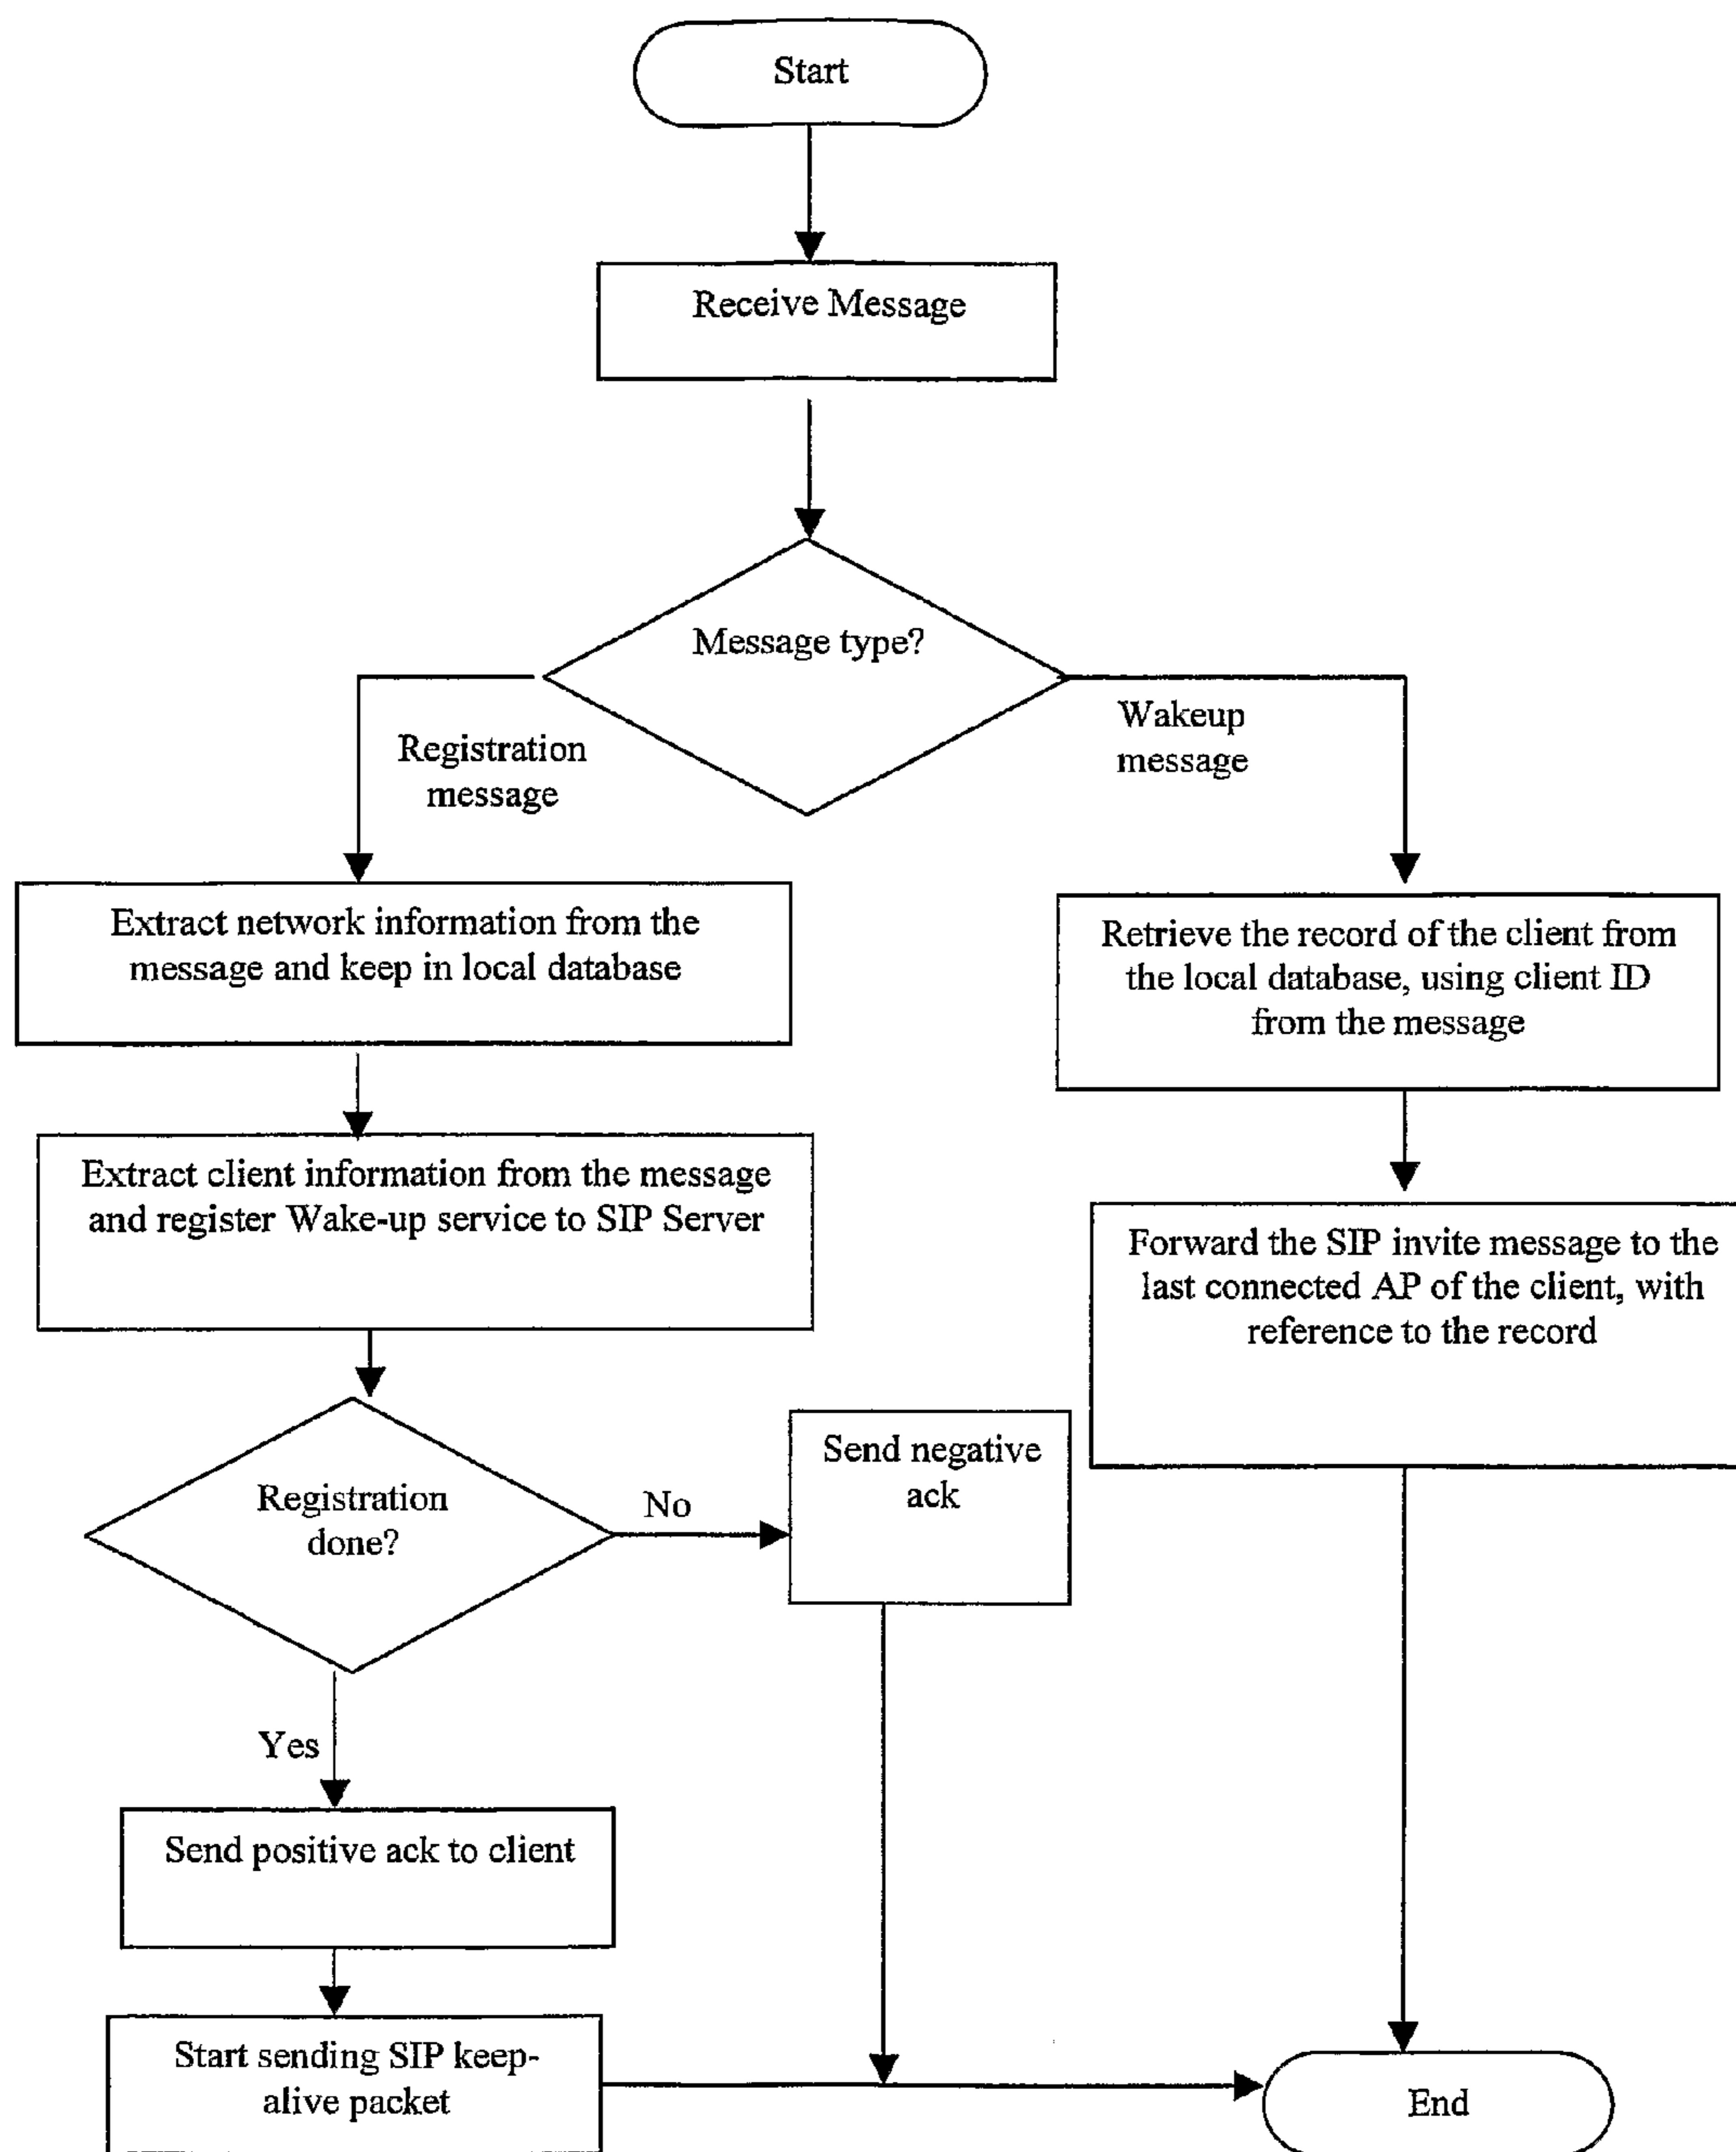 Start
Receive Message
Message type?
Registration
message
Wakeup
message
Extract network information from the
message and keep in local database
Retrieve the record of the client from
the local database, using client ID
from the message
Extract client information from the message
and register Wake-up service to SIP Server
Forward the SIP invite message to the
last connected AP of the client, with
reference to the record
Registration
done?
No
Send negative
ack
Yes
Send positive ack to client
Start sending SIP keep-
alive packet
End